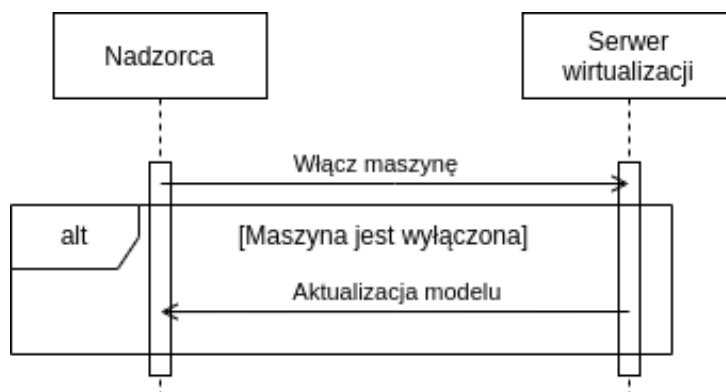 Nadzorca
Serwer
wirtualizacji
Włącz maszynę
alt
[Maszyna jest wyłączona]
Aktualizacja modelu